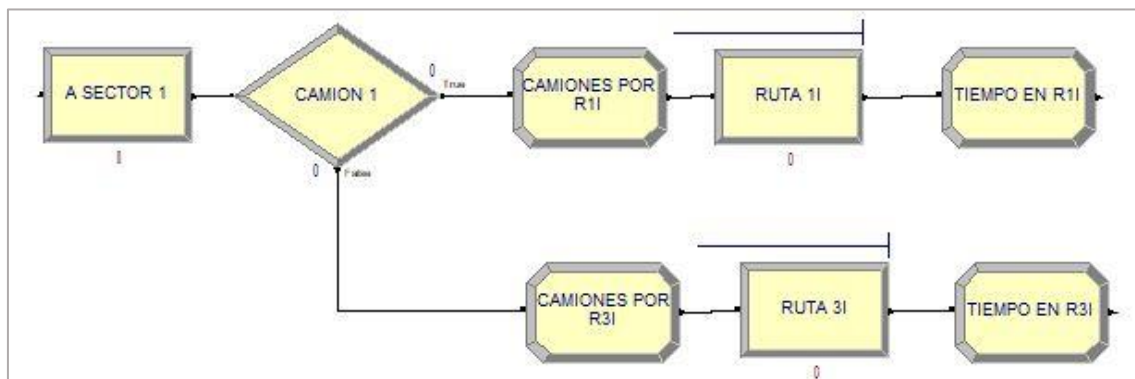 A SECTOR 1
0
CAMION 1
0
True
0
False
CAMIONES POR
R1I
RUTA 1I
0
TIEMPO EN R1I
CAMIONES POR
R3I
RUTA 3I
0
TIEMPO EN R3I